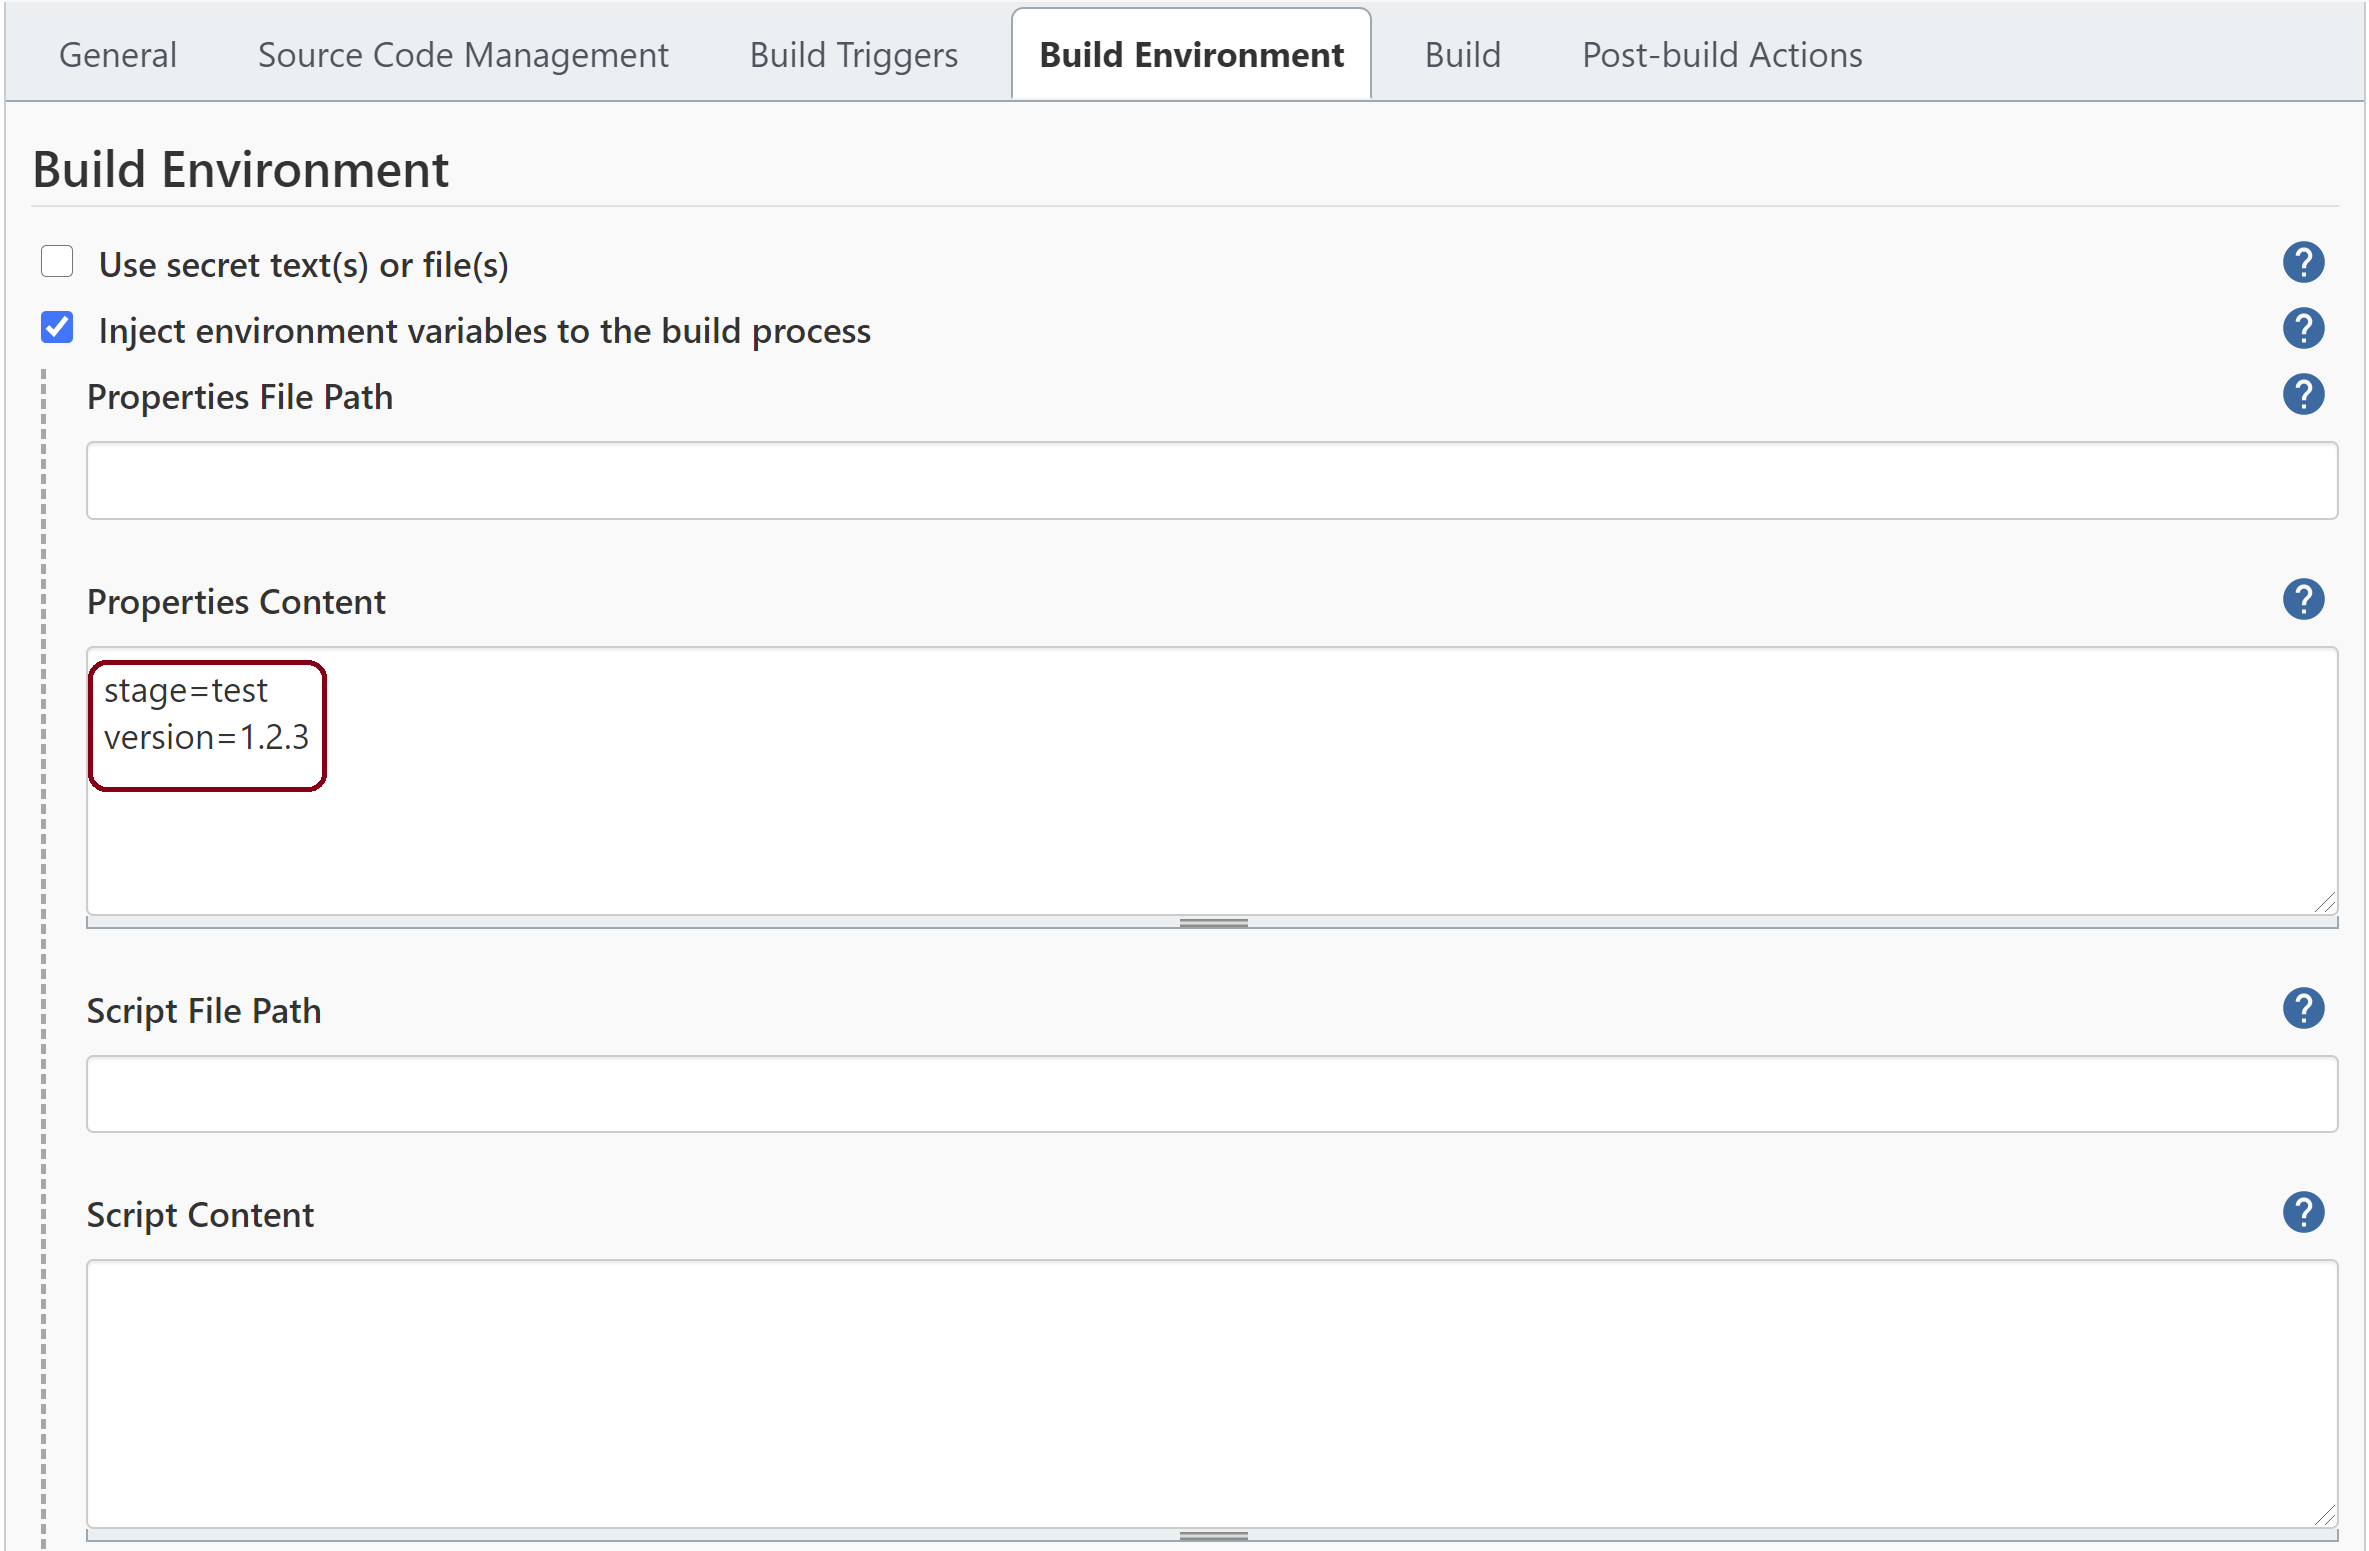 General Source Code Management Build Triggers Build Environment Build Post-build Actions
Build Environment
Use secret text(s) or file(s) ?
Inject environment variables to the build process ?
Properties File Path ?
Properties Content ?
stage=test
version=1.2.3
Script File Path ?
Script Content ?